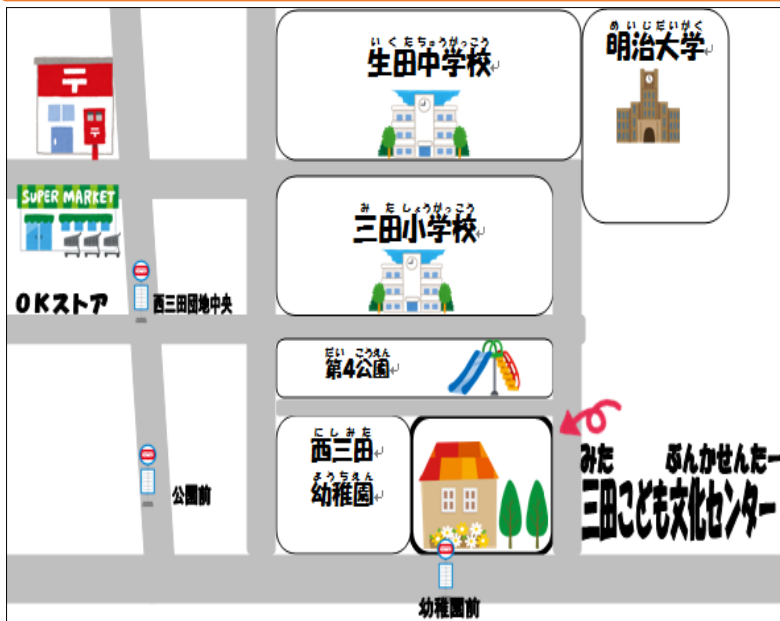 いくたちゅうがっこう
生田中学校
めいじだいがく
明治大学
SUPER MARKET
みたしょうがっこう
三田小学校
OKストア
西三田団地中央
だい こうえん
第4公園
にしみた
西三田
ようちえん
幼稚園
公園前
みた ぶんかせんたー
三田こども文化センター
幼稚園前